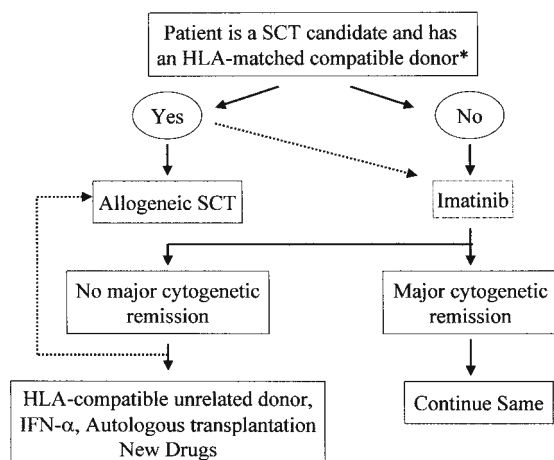 Patient is a SCT candidate and has
an HLA-matched compatible donor*
Yes
No
Allogeneic SCT
Imatinib
No major cytogenetic
remission
Major cytogenetic
remission
HLA-compatible unrelated donor,
IFN-α, Autologous transplantation
New Drugs
Continue Same